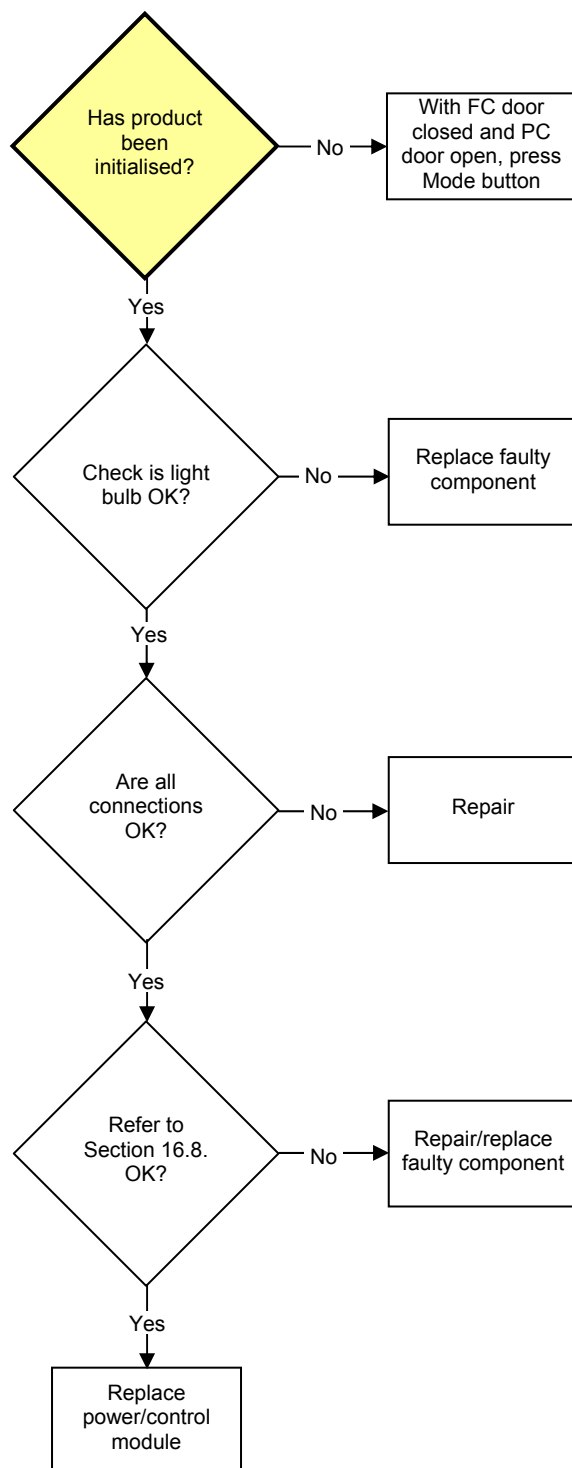 Has product
been
initialised?
No
With FC door
closed and PC
door open, press
Mode button
Yes
Check is light
bulb OK?
No
Replace faulty
component
Yes
Are all
connections
OK?
No
Repair
Yes
Refer to
Section 16.8.
OK?
No
Repair/replace
faulty component
Yes
Replace
power/control
module